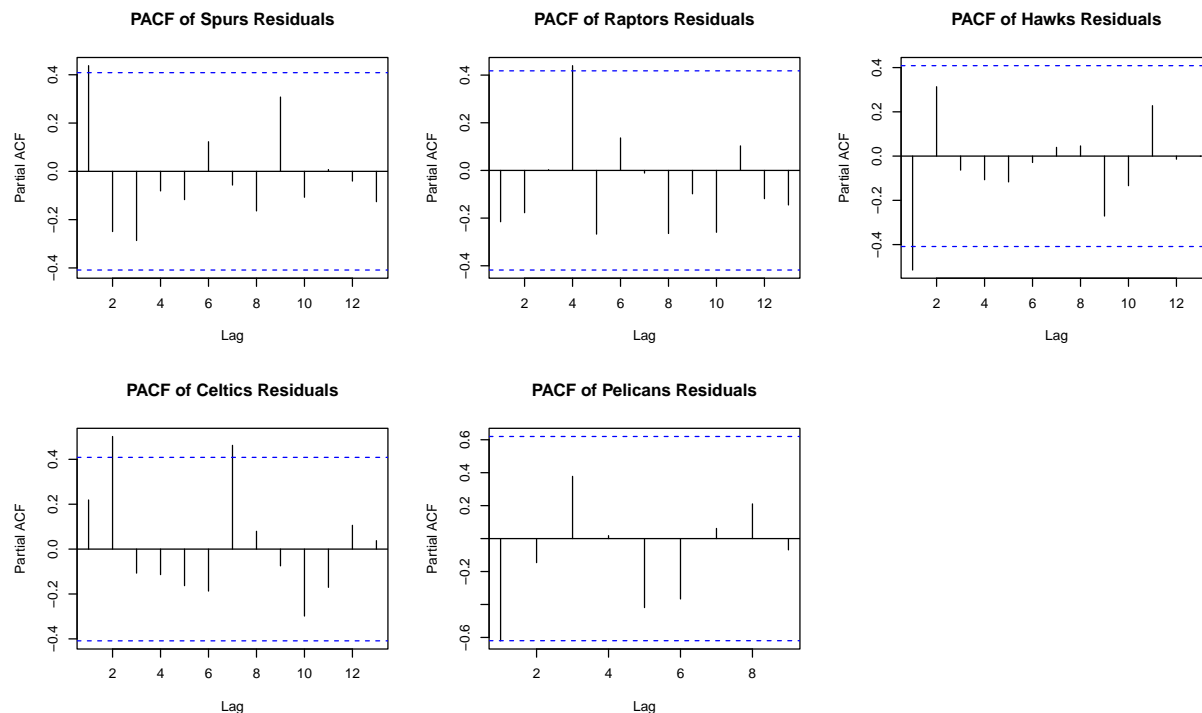 PACF of Spurs Residuals
Partial ACF
0.4
0.2
0.0
−0.2
−0.4
2 4 6 8 10 12
Lag
PACF of Raptors Residuals
Partial ACF
0.4
0.2
0.0
−0.2
−0.4
2 4 6 8 10 12
Lag
PACF of Hawks Residuals
Partial ACF
0.4
0.2
0.0
−0.2
−0.4
2 4 6 8 10 12
Lag
PACF of Celtics Residuals
Partial ACF
0.4
0.2
0.0
−0.2
−0.4
2 4 6 8 10 12
Lag
PACF of Pelicans Residuals
Partial ACF
0.6
0.4
0.2
−0.2
−0.6
2 4 6 8
Lag